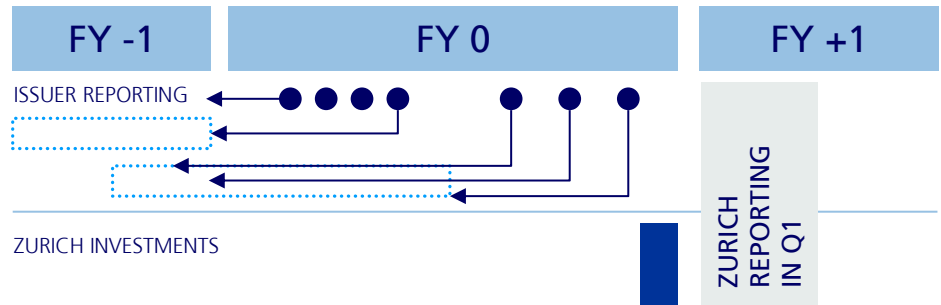 FY -1
FY 0
FY +1
ISSUER REPORTING
ZURICH INVESTMENTS
ZURICH
REPORTING
IN Q1